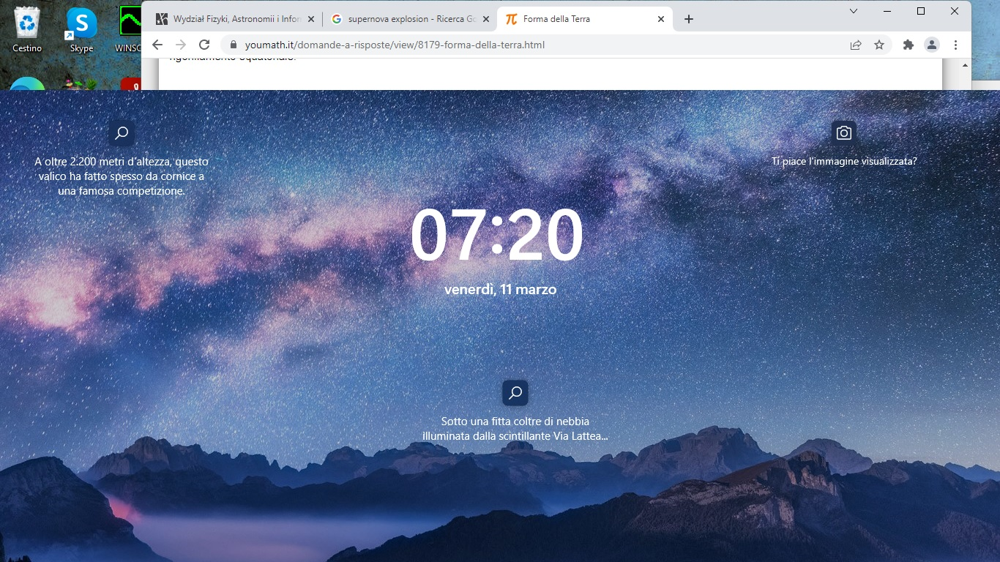 Wydział Fizyky, Astronomii i Infor
supernova explosion - Ricerca Go
Forma della Terra
Cestino
Skype
WINSC
youmath.it/domande-a-risposte/view/8179-forma-della-terra.html
A oltre 2.200 metri d'altezza, questo
valico ha fatto spesso da cornice a
una famosa competizione.
Ti piace l'immagine visualizzata?
07:20
venerdì, 11 marzo
Sotto una fitta coltre di nebbia
illuminata dalla scintillante Via Lattea...